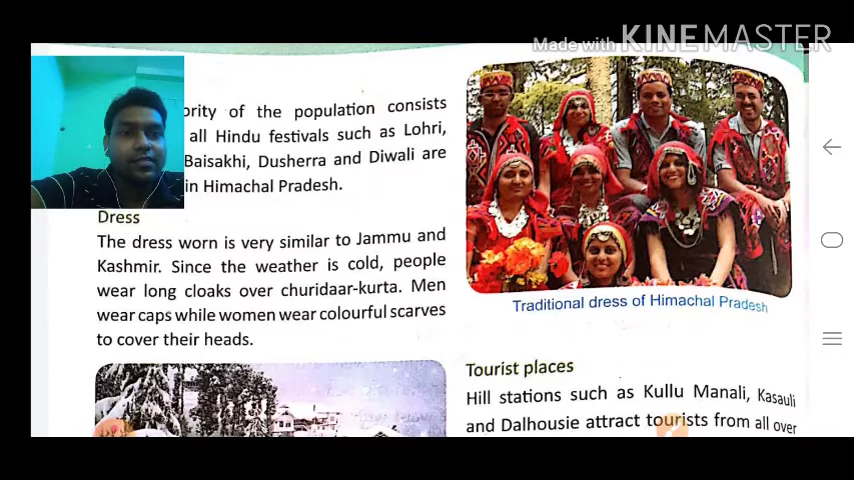 Made with KINEMASTER
ority of the population consists
all Hindu festivals such as Lohri,
Baisakhi, Dusherra and Diwali are
in Himachal Pradesh.
Dress
The dress worn is very similar to Jammu and
Kashmir. Since the weather is cold, people
wear long cloaks over churidaar-kurta. Men
wear caps while women wear colourful scarves
to cover their heads.
Traditional dress of Himachal Pradesh
Tourist places
Hill stations such as Kullu Manali, Kasauli
and Dalhousie attract tourists from all over